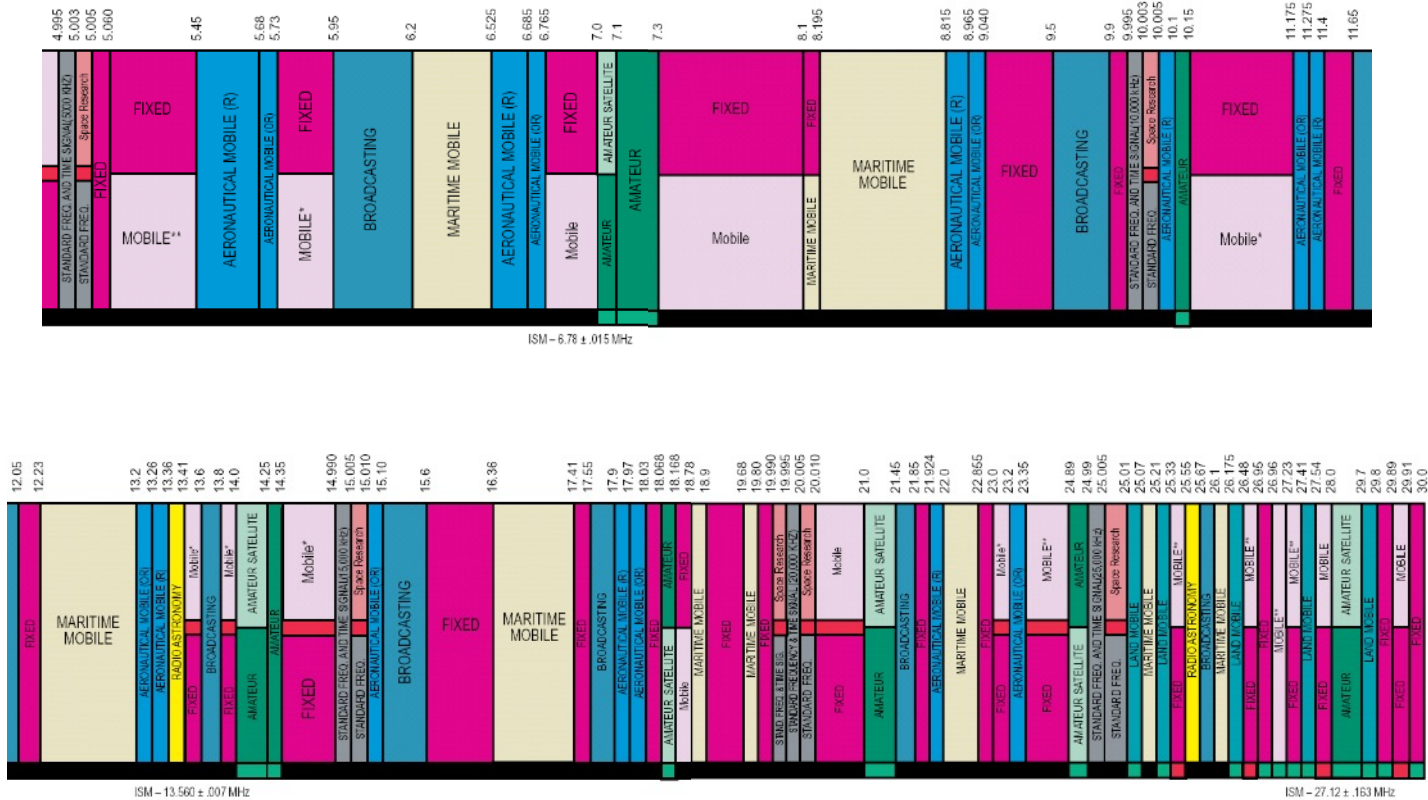 4.995
5.003
5.005
5.060
5.45
5.68
5.73
5.95
6.2
6.525
6.685
6.765
7.0
7.1
7.3
8.1
8.195
8.815
8.965
9.040
9.5
9.9
9.995
10.003
10.005
10.1
10.15
11.175
11.275
11.4
11.65
STANDARD FREQ. AND TIME SIGNAL(5000 KHZ)
Space Research
STANDARD FREQ.
FIXED
FIXED
MOBILE**
AERONAUTICAL MOBILE (R)
AERONAUTICAL MOBILE (OR)
FIXED
MOBILE*
BROADCASTING
MARITIME MOBILE
AERONAUTICAL MOBILE (R)
AERONAUTICAL MOBILE (OR)
FIXED
Mobile
AMATEUR SATELLITE
AMATEUR
AMATEUR
FIXED
Mobile
FIXED
MARITIME MOBILE
MARITIME
MOBILE
AERONAUTICAL MOBILE (R)
AERONAUTICAL MOBILE (OR)
FIXED
BROADCASTING
FIXED
STANDARD FREQ. AND TIME SIGNAL(10,000 kHz)
Space Research
STANDARD FREQ.
AERONAUTICAL MOBILE (R)
AMATEUR
FIXED
Mobile*
AERONAUTICAL MOBILE (OR)
AERONAUTICAL MOBILE (R)
FIXED
ISM – 6.78 ± .015 MHz
12.05
12.23
13.2
13.26
13.36
13.41
13.6
13.8
14.0
14.25
14.35
14.990
15.005
15.010
15.10
15.6
16.36
17.41
17.55
17.9
17.97
18.03
18.068
18.168
18.78
18.9
19.68
19.80
19.990
19.995
20.005
20.010
21.0
21.45
21.85
21.924
22.0
22.855
23.0
23.2
23.35
24.89
24.99
25.005
25.01
25.07
25.21
25.33
25.55
25.67
26.1
26.175
26.48
26.95
26.96
27.23
27.41
27.54
28.0
29.7
29.8
29.89
29.91
30.0
FIXED
MARITIME
MOBILE
AERONAUTICAL MOBILE (OR)
AERONAUTICAL MOBILE (R)
RADIO ASTRONOMY
Mobile*
FIXED
BROADCASTING
Mobile*
FIXED
AMATEUR SATELLITE
AMATEUR
AMATEUR
Mobile*
FIXED
STANDARD FREQ. AND TIME SIGNAL(15,000 kHz)
Space Research
STANDARD FREQ.
AERONAUTICAL MOBILE (OR)
BROADCASTING
FIXED
MARITIME
MOBILE
FIXED
BROADCASTING
AERONAUTICAL MOBILE (R)
AERONAUTICAL MOBILE (OR)
FIXED
AMATEUR
AMATEUR SATELLITE
FIXED
Mobile
MARITIME MOBILE
FIXED
MARITIME MOBILE
FIXED
Space Research
STAND. FREQ. & TIME SIG.
STANDARD FREQUENCY & TIME SIGNAL (20,000 KHZ)
Space Research
STANDARD FREQ.
Mobile
FIXED
AMATEUR SATELLITE
AMATEUR
BROADCASTING
FIXED
AERONAUTICAL MOBILE (R)
MARITIME MOBILE
FIXED
Mobile*
FIXED
AERONAUTICAL MOBILE (OR)
MOBILE**
FIXED
AMATEUR
AMATEUR SATELLITE
STANDARD FREQ. AND TIME SIGNAL(25,000 kHz)
Space Research
STANDARD FREQ.
LAND MOBILE
MARITIME MOBILE
LAND MOBILE
MOBILE**
FIXED
RADIO ASTRONOMY
BROADCASTING
MARITIME MOBILE
LAND MOBILE
MOBILE**
FIXED
FIXED
MOBILE**
MOBILE**
FIXED
LAND MOBILE
MOBILE
FIXED
AMATEUR SATELLITE
AMATEUR
LAND MOBILE
FIXED
MOBILE
FIXED
FIXED
ISM – 13.560 ± .007 MHz
ISM – 27.12 ± .163 MHz